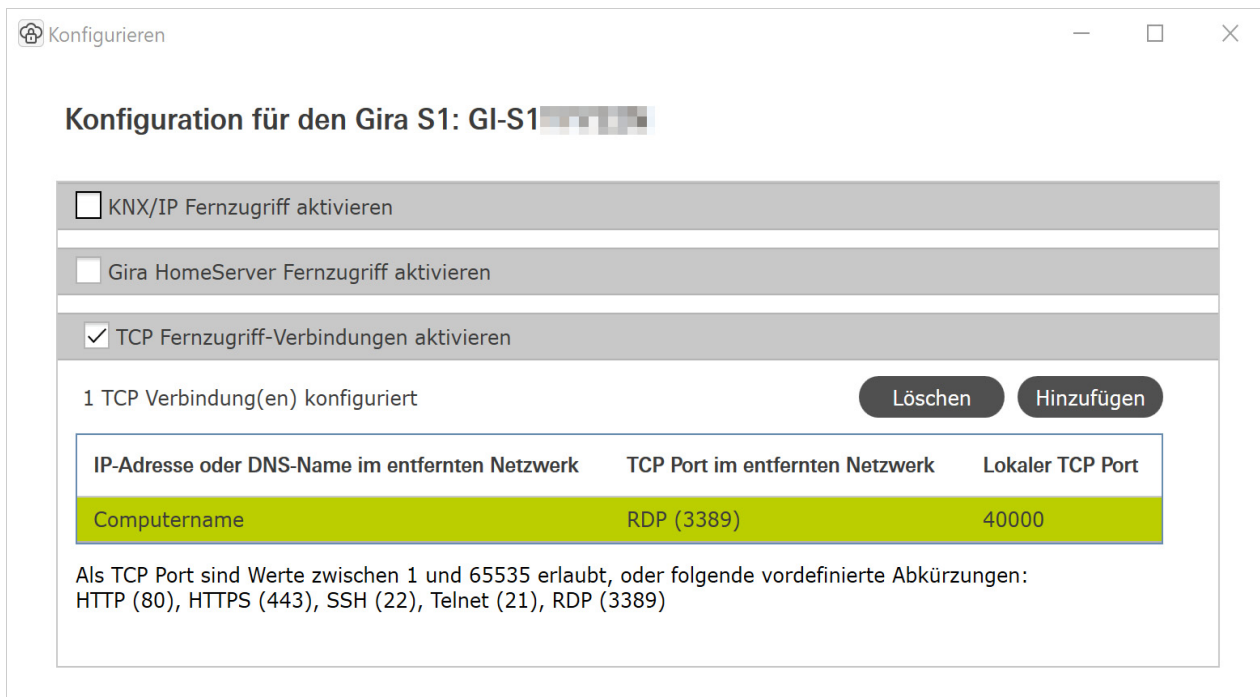 Konfigurieren
Konfiguration für den Gira S1: GI-S1
KNX/IP Fernzugriff aktivieren
Gira HomeServer Fernzugriff aktivieren
TCP Fernzugriff-Verbindungen aktivieren
1 TCP Verbindung(en) konfiguriert
Löschen
Hinzufügen
IP-Adresse oder DNS-Name im entfernten Netzwerk TCP Port im entfernten Netzwerk Lokaler TCP Port
Computername RDP (3389) 40000
Als TCP Port sind Werte zwischen 1 und 65535 erlaubt, oder folgende vordefinierte Abkürzungen:
HTTP (80), HTTPS (443), SSH (22), Telnet (21), RDP (3389)